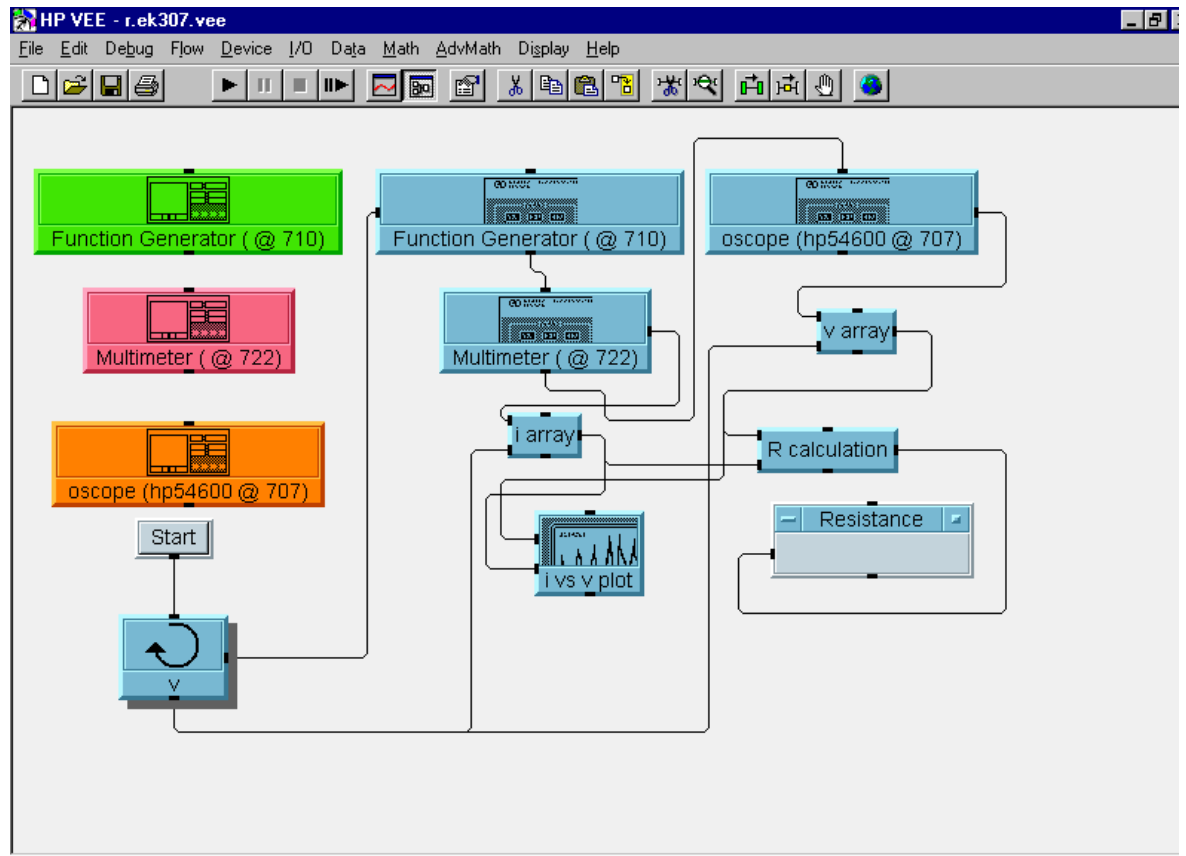 HP VEE - r.ek307.vee
File Edit Debug Flow Device I/O Data Math AdvMath Display Help
Function Generator ( @ 710)
Function Generator ( @ 710)
oscope (hp54600 @ 707)
Multimeter ( @ 722)
Multimeter ( @ 722)
v array
i array
R calculation
oscope (hp54600 @ 707)
Resistance
Start
i vs v plot
v